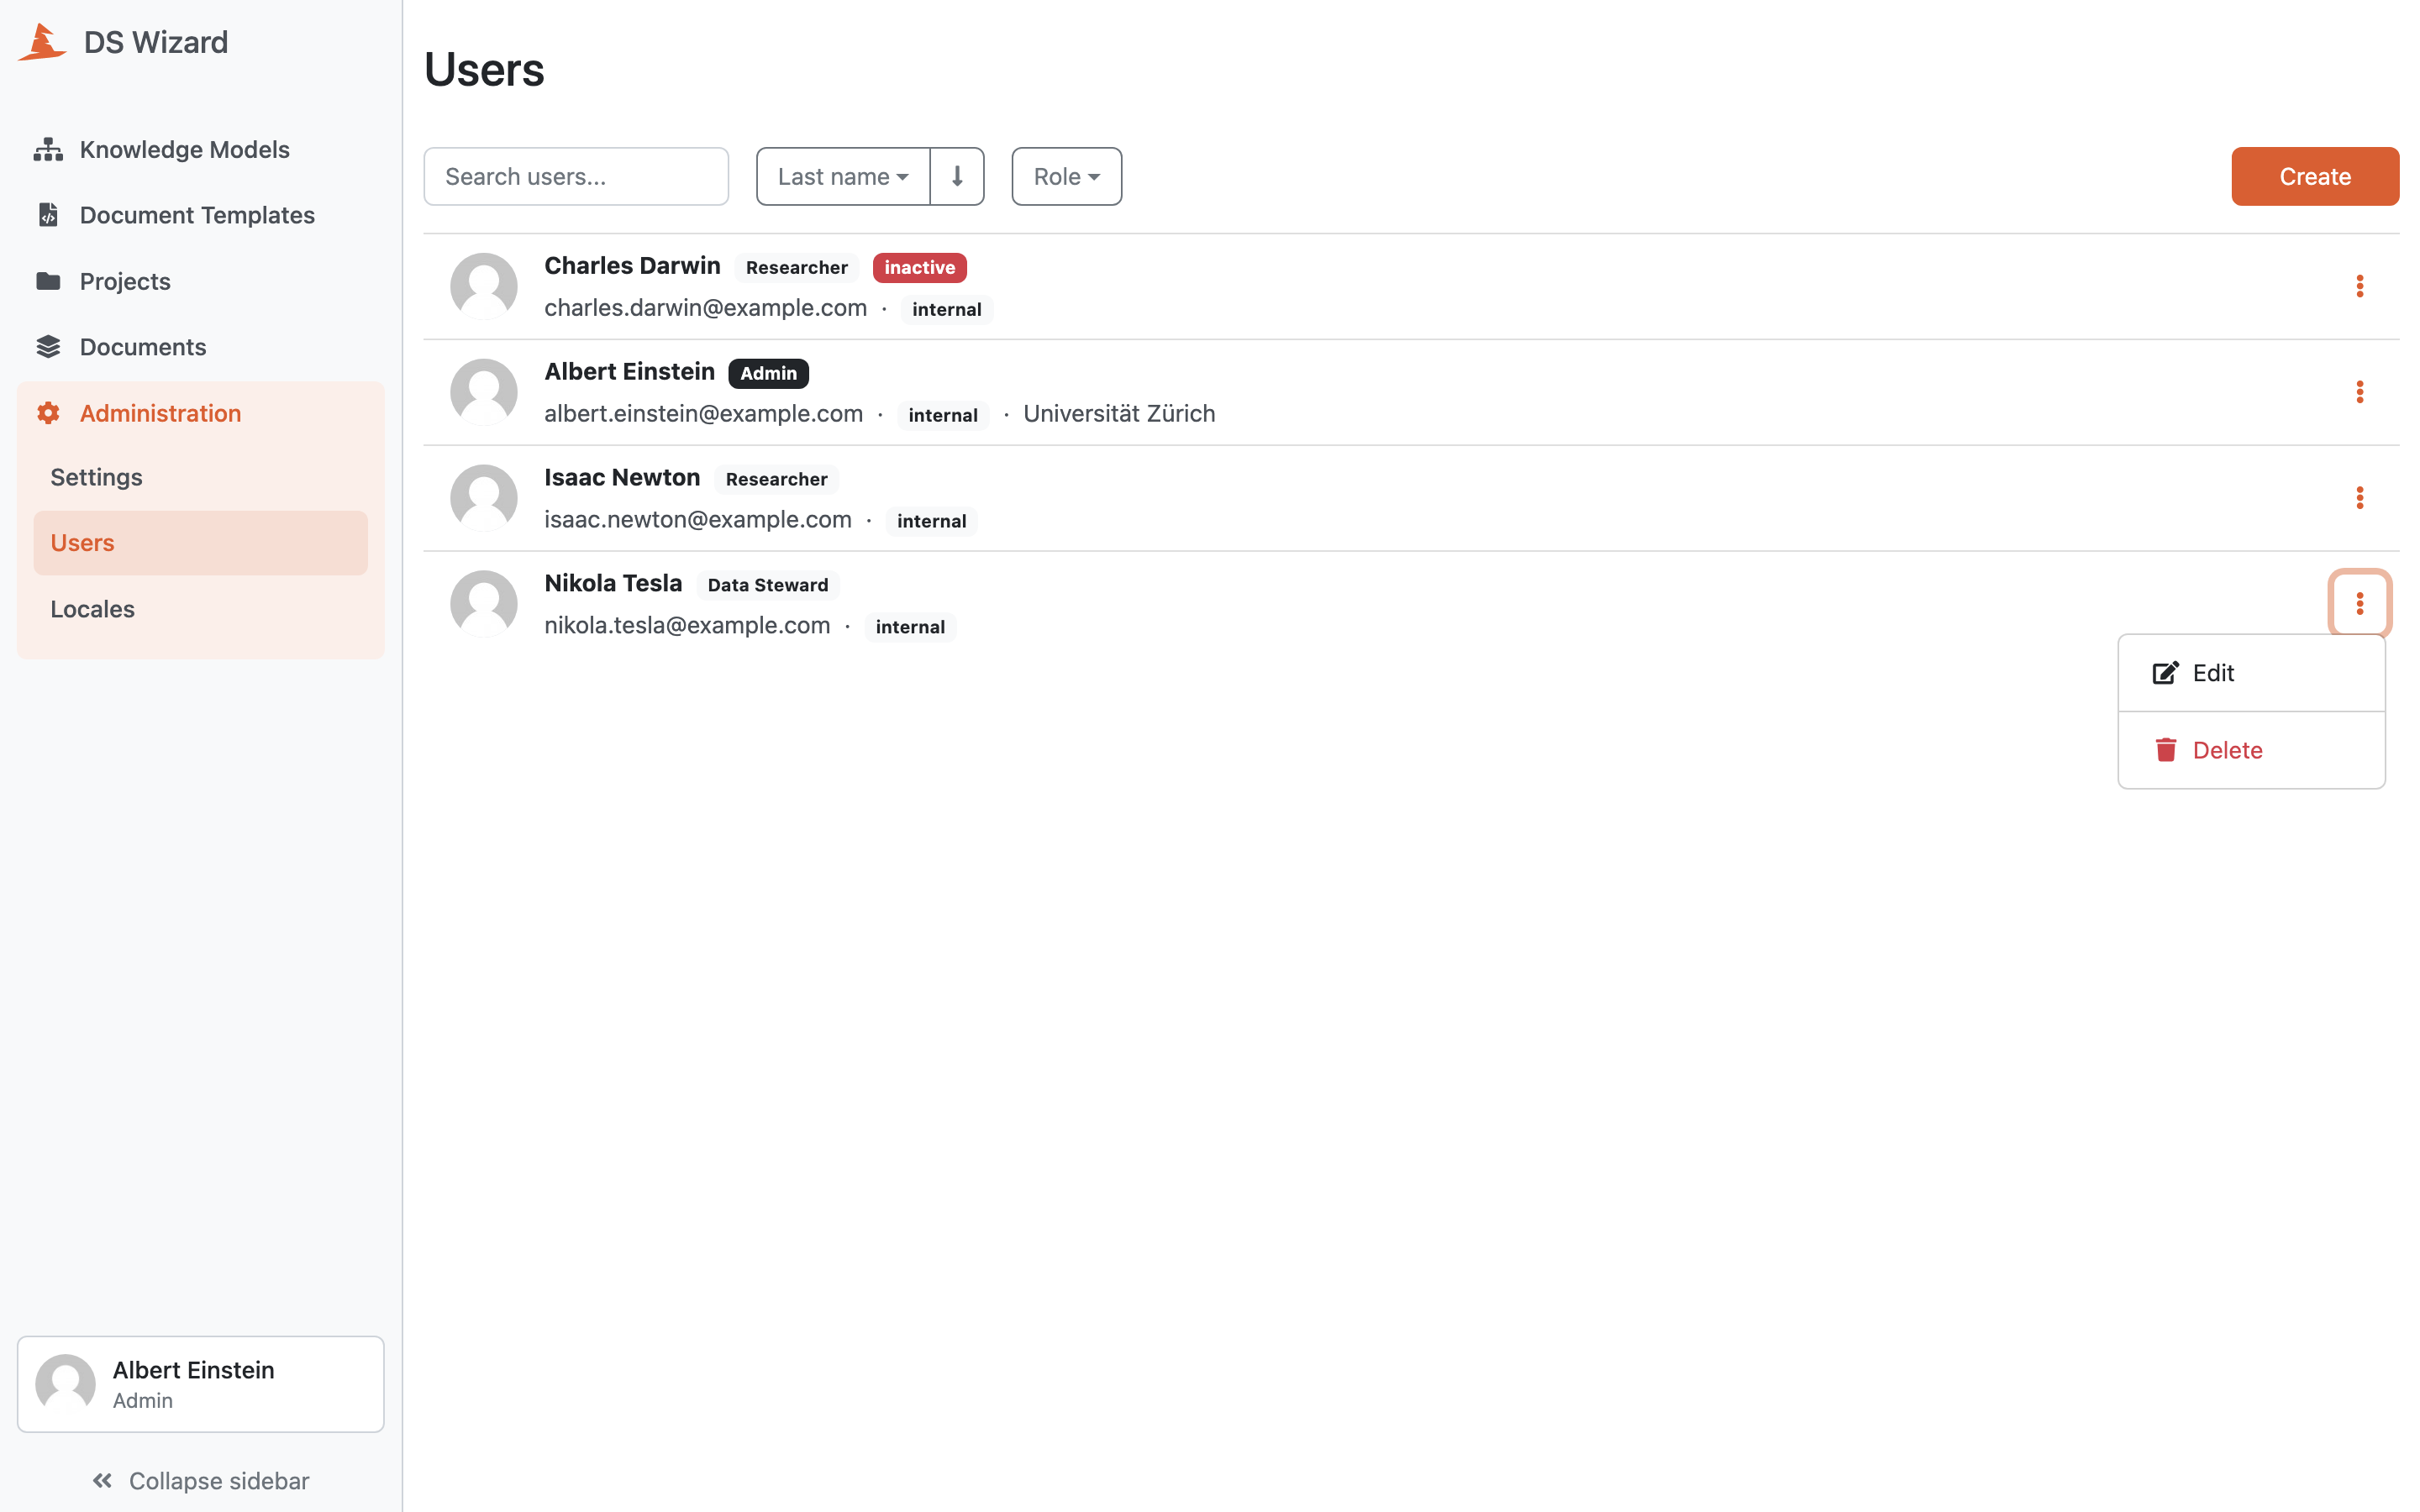 DS Wizard
Knowledge Models
Document Templates
Projects
Documents
Administration
Settings
Users
Locales
Albert Einstein
Admin
Collapse sidebar
Users
Search users...
Last name
Role
Create
Charles Darwin Researcher inactive
charles.darwin@example.com · internal
Albert Einstein Admin
albert.einstein@example.com · internal · Universität Zürich
Isaac Newton Researcher
isaac.newton@example.com · internal
Nikola Tesla Data Steward
nikola.tesla@example.com · internal
Edit
Delete